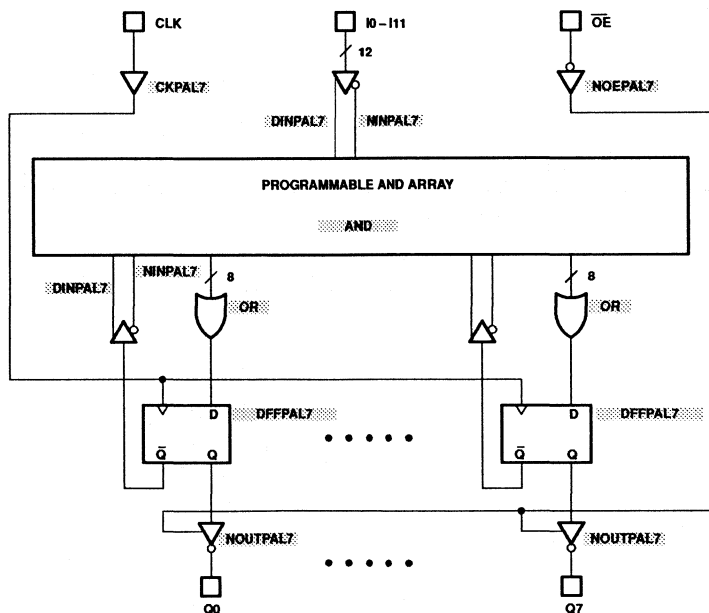 CLK
I0 – I11
O̅E̅
12
CKPAL7
NOEPAL7
DINPAL7
NINPAL7
PROGRAMMABLE AND ARRAY
AND
NINPAL7
DINPAL7
8
OR
8
OR
D
DFFPAL7
D
DFFPAL7
Q̅
Q
Q̅
Q
NOUTPAL7
NOUTPAL7
Q0
Q7